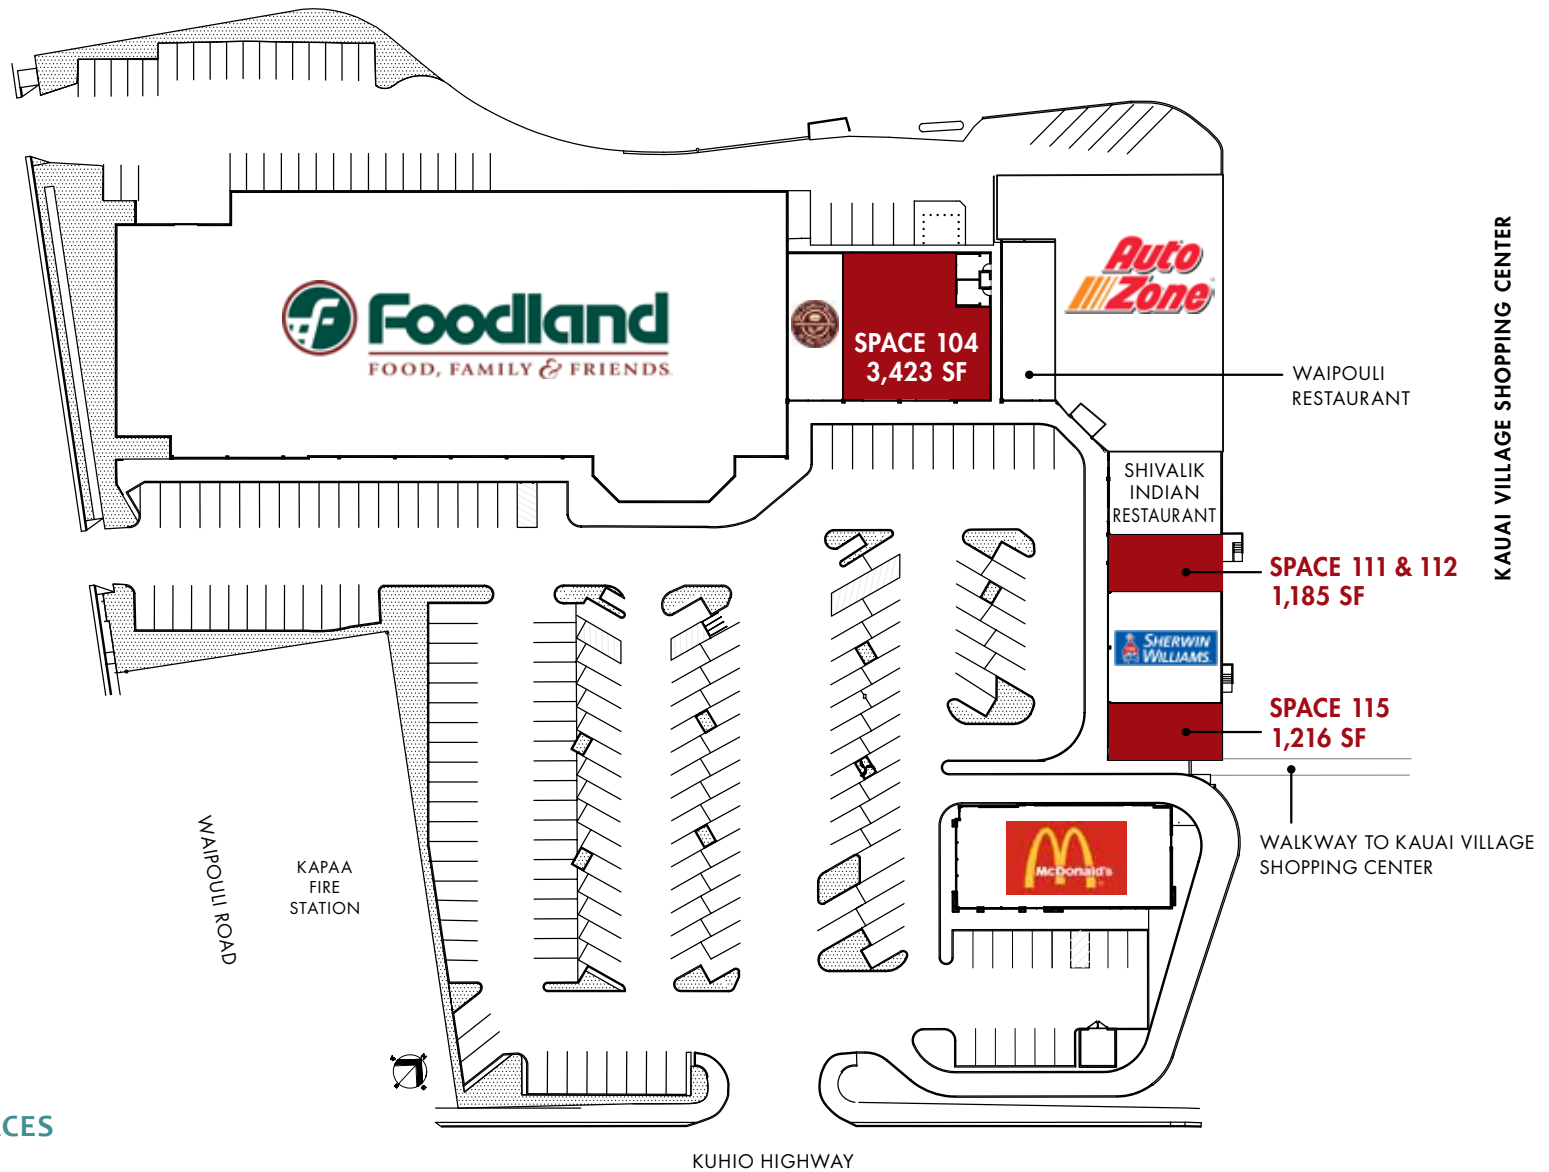 Foodland
FOOD, FAMILY & FRIENDS
SPACE 104
3,423 SF
Auto
Zone
KAUAI VILLAGE SHOPPING CENTER
WAIPOULI
RESTAURANT
SHIVALIK
INDIAN
RESTAURANT
SPACE 111 & 112
1,185 SF
SHERWIN
WILLIAMS
SPACE 115
1,216 SF
WALKWAY TO KAUAI VILLAGE
SHOPPING CENTER
McDonald's
WAIPOULI ROAD
KAPAA
FIRE
STATION
KUHIO HIGHWAY